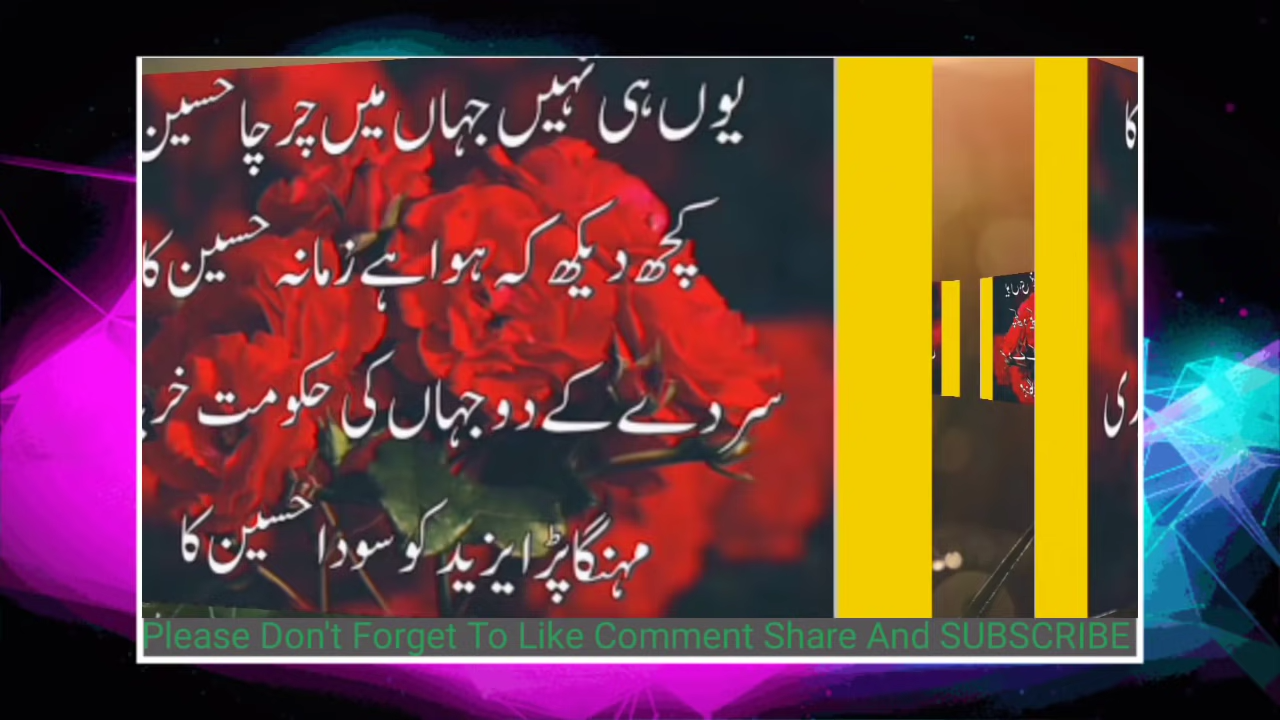 یوں ہی نہیں جہاں میں چرچا حسین کا
کچھ دیکھ کہ ہوا ہے زمانہ حسین کا
سر دے کے دو جہاں کی حکومت خریدی
مہنگا پڑا یزید کو سودا حسین کا
Please Don't Forget To Like Comment Share And SUBSCRIBE